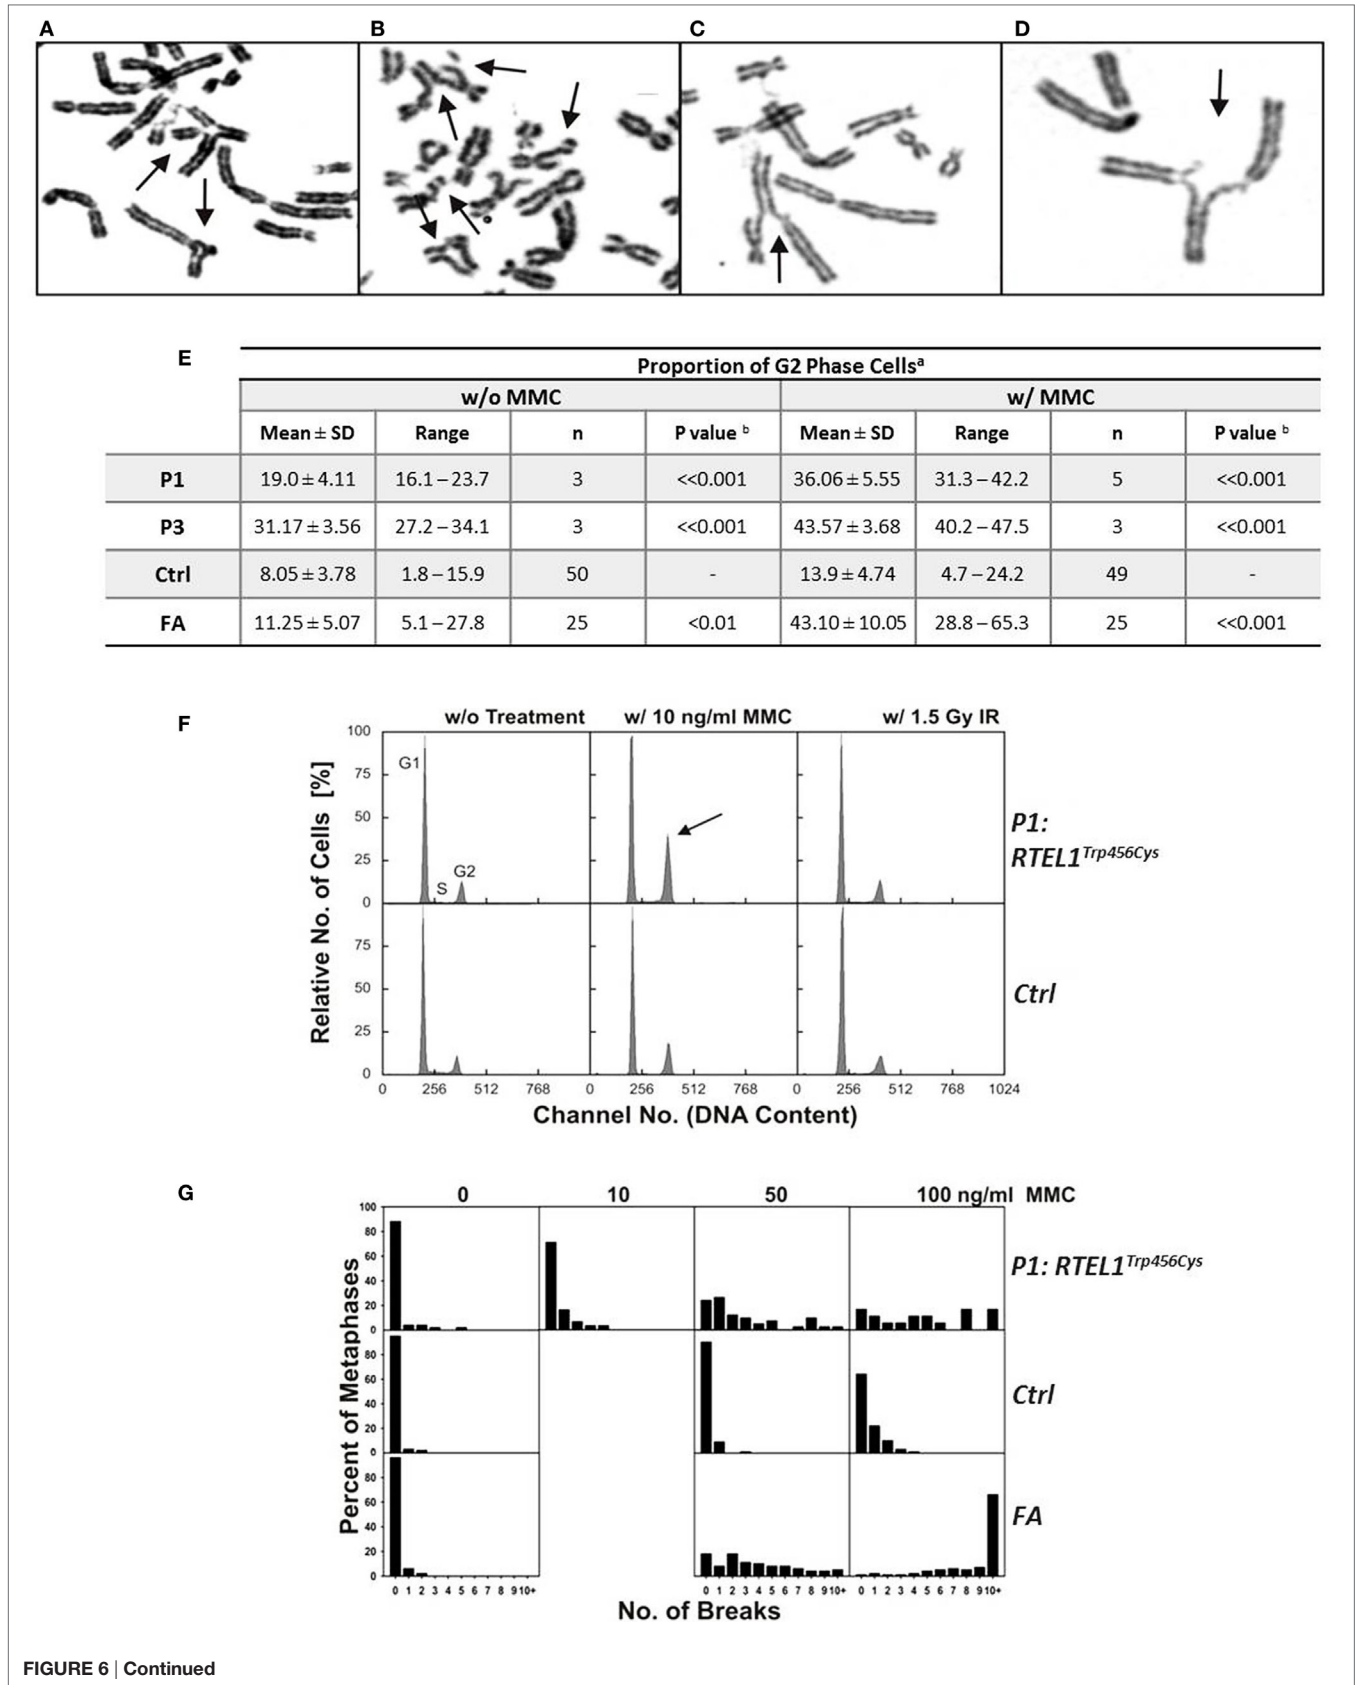 A B C D
E
Proportion of G2 Phase Cellsᵃ
w/o MMC w/ MMC
Mean ± SD Range n P value ᵇ Mean ± SD Range n P value ᵇ
P1 19.0 ± 4.11 16.1 – 23.7 3 <<0.001 36.06 ± 5.55 31.3 – 42.2 5 <<0.001
P3 31.17 ± 3.56 27.2 – 34.1 3 <<0.001 43.57 ± 3.68 40.2 – 47.5 3 <<0.001
Ctrl 8.05 ± 3.78 1.8 – 15.9 50 - 13.9 ± 4.74 4.7 – 24.2 49 -
FA 11.25 ± 5.07 5.1 – 27.8 25 <0.01 43.10 ± 10.05 28.8 – 65.3 25 <<0.001
F
w/o Treatment w/ 10 ng/ml MMC w/ 1.5 Gy IR
Relative No. of Cells [%]
100
75
50
25
0
G1
S
G2
P1:
RTEL1Trp456Cys
75
50
25
0
Ctrl
0 256 512 768 0 256 512 768 0 256 512 768 1024
Channel No. (DNA Content)
G
0 10 50 100 ng/ml MMC
Percent of Metaphases
100
80
60
40
20
0
P1: RTEL1Trp456Cys
80
60
40
20
0
Ctrl
80
60
40
20
0
FA
0 1 2 3 4 5 6 7 8 9 10+ 0 1 2 3 4 5 6 7 8 9 10+ 0 1 2 3 4 5 6 7 8 9 10+
No. of Breaks
FIGURE 6 | Continued